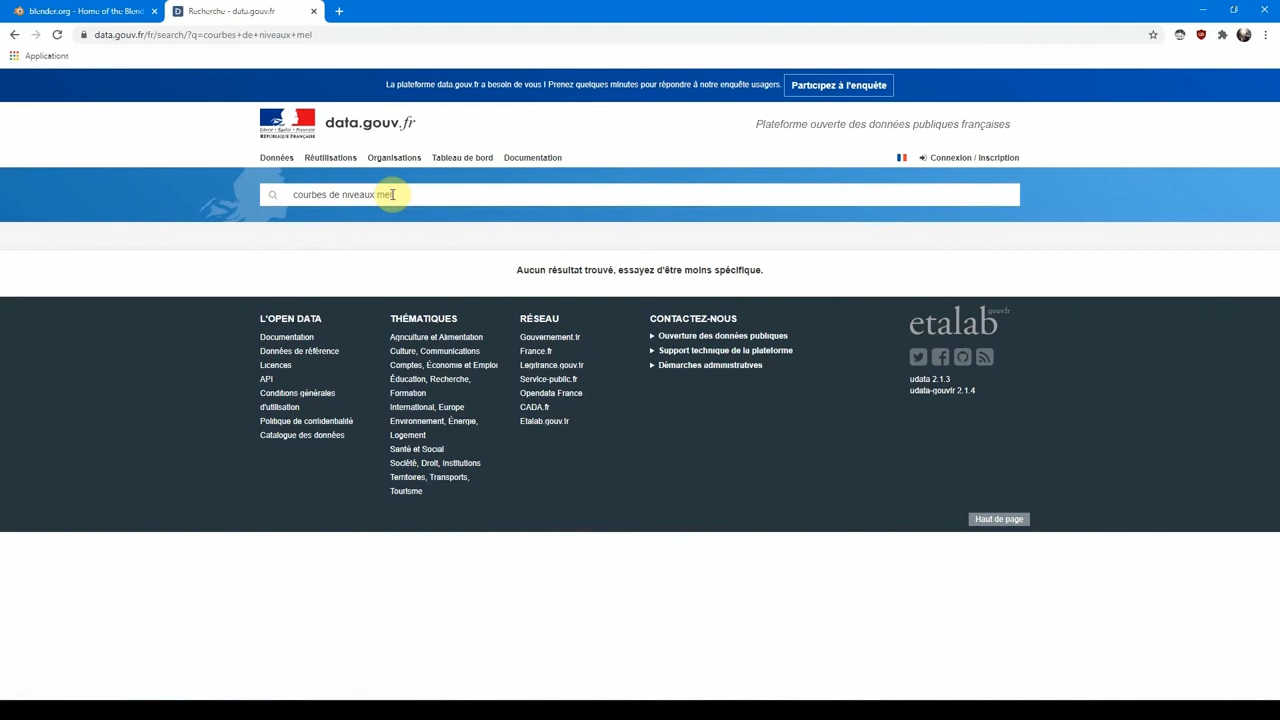 blender.org - Home of the Blend
Recherche - data.gouv.fr
data.gouv.fr/fr/search/?q=courbes+de+niveaux+mel
Applications
La plateforme data.gouv.fr a besoin de vous ! Prenez quelques minutes pour répondre à notre enquête usagers.
Participez à l'enquête
Liberté • Égalité • Fraternité
RÉPUBLIQUE FRANÇAISE
data.gouv.fr
Plateforme ouverte des données publiques françaises
Données
Réutilisations
Organisations
Tableau de bord
Documentation
Connexion / Inscription
courbes de niveaux mel
Aucun résultat trouvé, essayez d'être moins spécifique.
L'OPEN DATA
Documentation
Données de référence
Licences
API
Conditions générales
d'utilisation
Politique de confidentialité
Catalogue des données
THÉMATIQUES
Agriculture et Alimentation
Culture, Communications
Comptes, Économie et Emploi
Éducation, Recherche,
Formation
International, Europe
Environnement, Énergie,
Logement
Santé et Social
Société, Droit, Institutions
Territoires, Transports,
Tourisme
RÉSEAU
Gouvernement.fr
France.fr
Legifrance.gouv.fr
Service-public.fr
Opendata France
CADA.fr
Etalab.gouv.fr
CONTACTEZ-NOUS
Ouverture des données publiques
Support technique de la plateforme
Démarches administratives
etalab gouv.fr
udata 2.1.3
udata-gouvfr 2.1.4
Haut de page